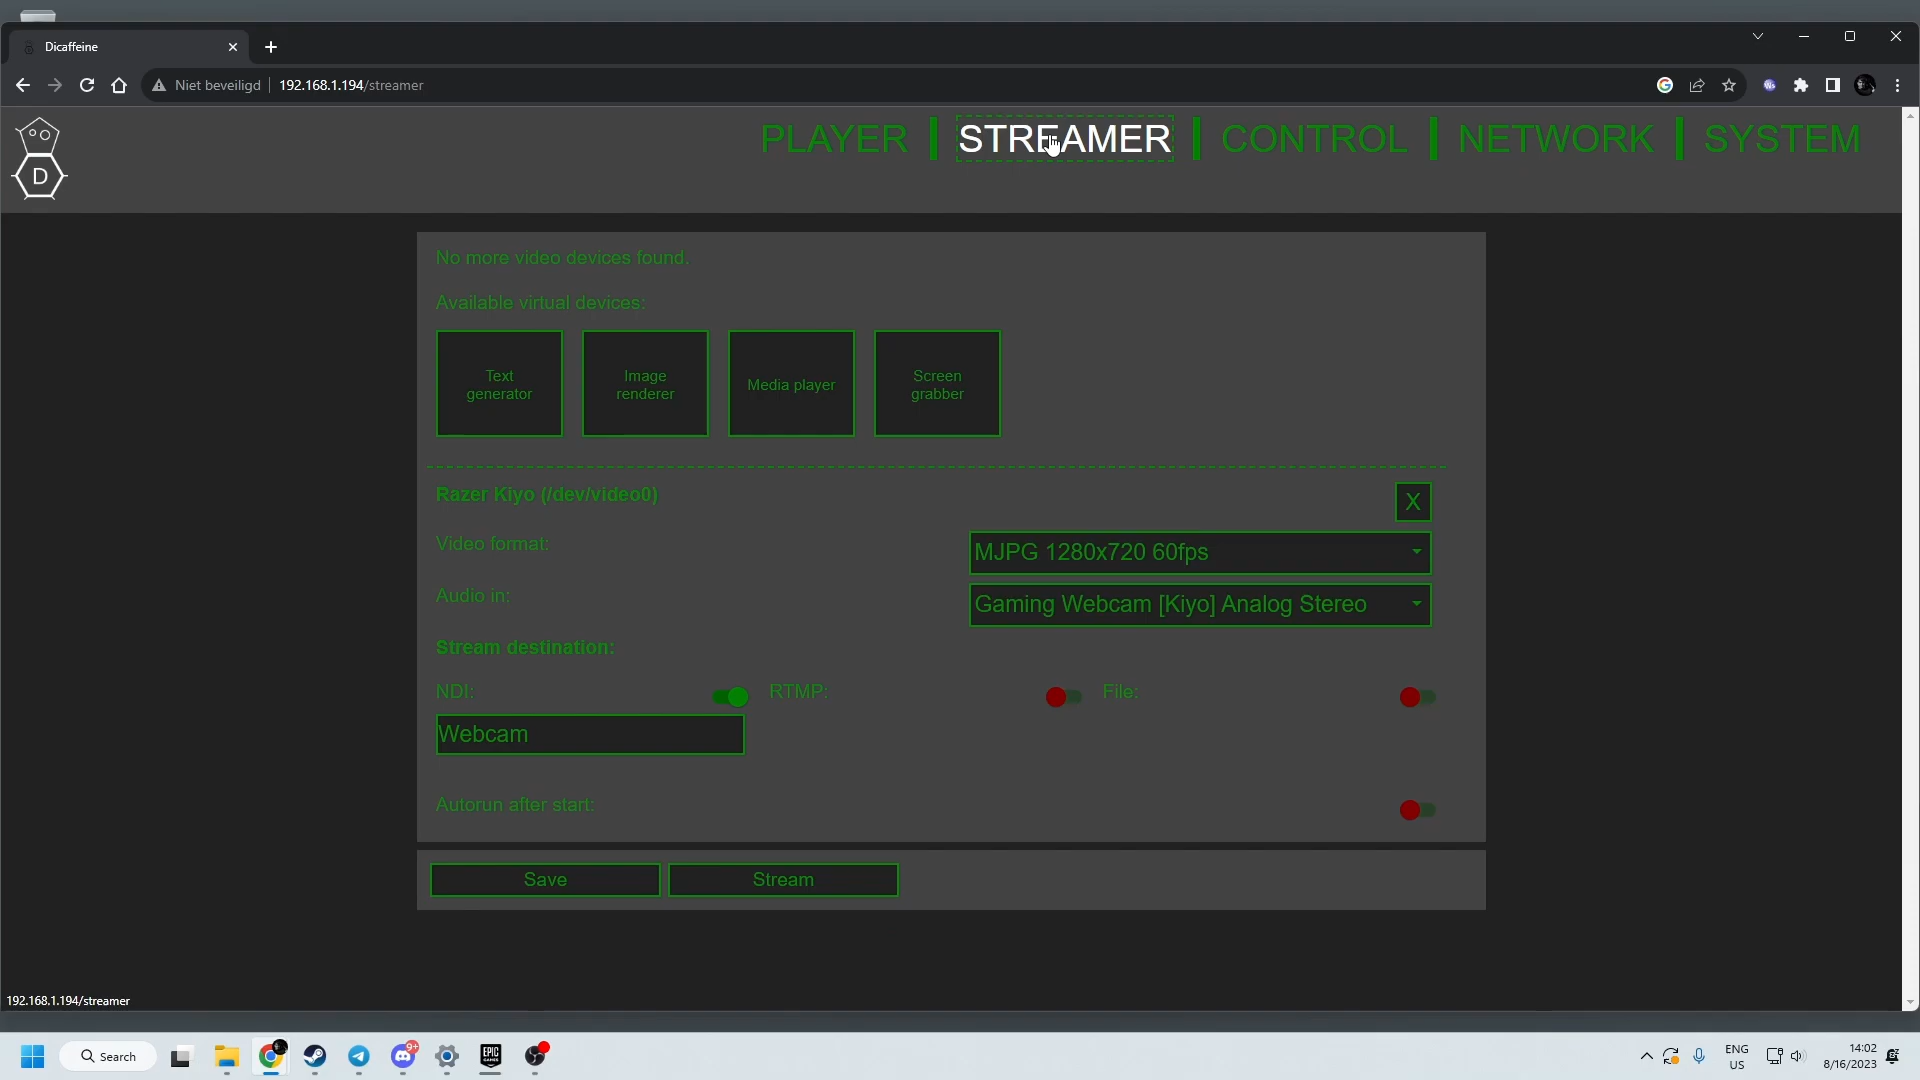 Dicaffeine
Niet beveiligd
192.168.1.194/streamer
D
PLAYER
STREAMER
CONTROL
NETWORK
SYSTEM
No more video devices found.
Available virtual devices:
Text
generator
Image
renderer
Media player
Screen
grabber
Razer Kiyo (/dev/video0)
X
Video format:
MJPG 1280x720 60fps
Audio in:
Gaming Webcam [Kiyo] Analog Stereo
Stream destination:
NDI:
RTMP:
File:
Webcam
Autorun after start:
Save
Stream
192.168.1.194/streamer
Search
9+
EPIC
GAMES
ENG
US
14:02
8/16/2023